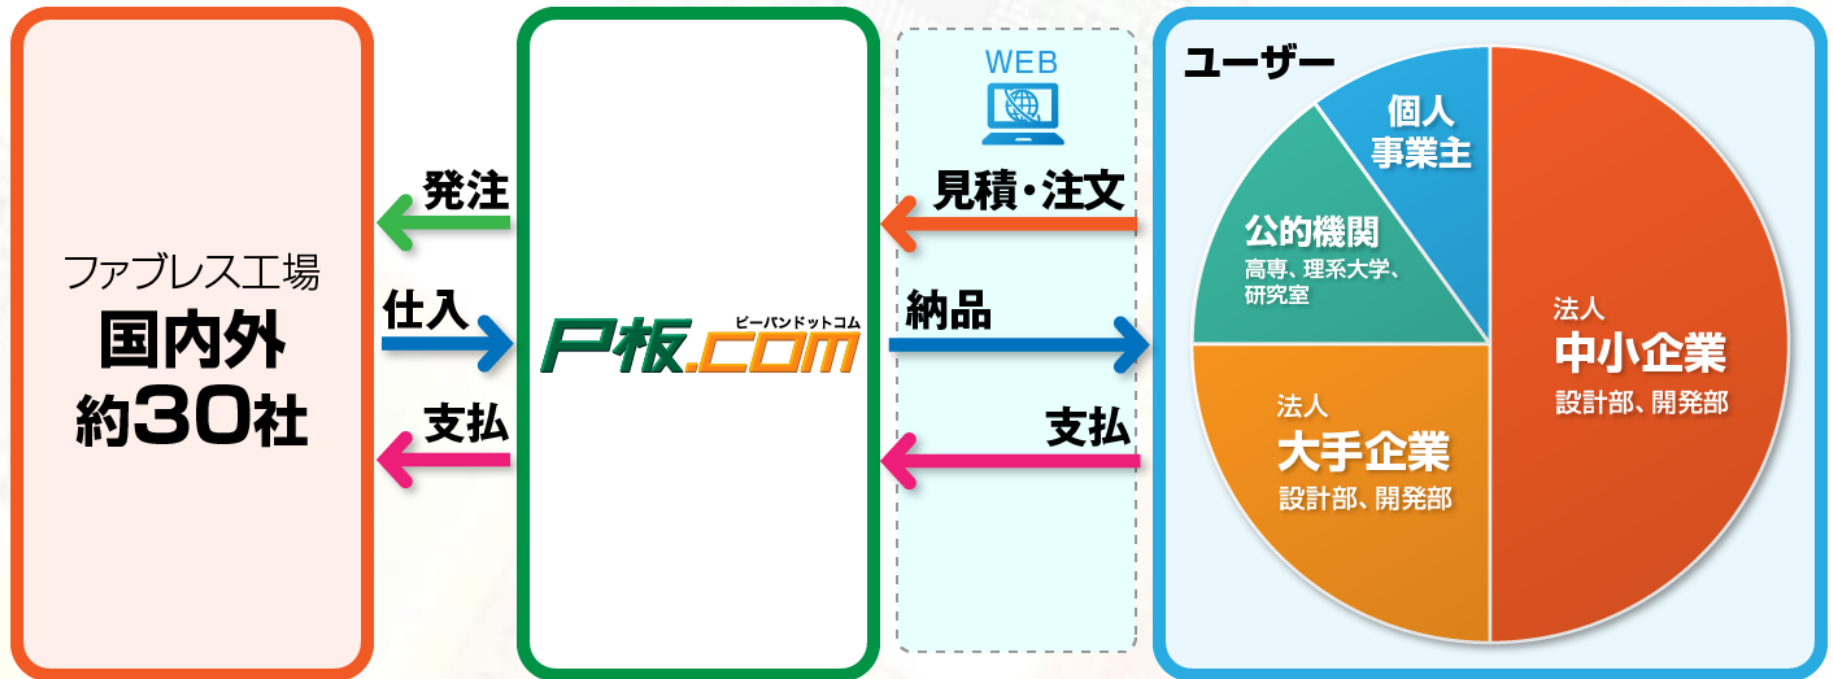 ファブレス工場
国内外
約30社
発注
仕入
支払
ピーバンドットコム
P板.com
WEB
見積・注文
納品
支払
ユーザー
個人
事業主
公的機関
高専、理系大学、
研究室
法人
大手企業
設計部、開発部
法人
中小企業
設計部、開発部